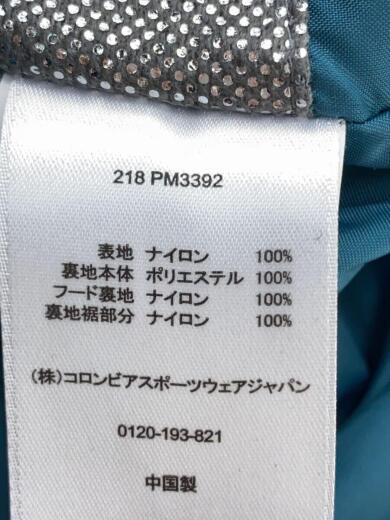 218 PM3392
表地 ナイロン 100%
裏地本体 ポリエステル 100%
フード裏地 ナイロン 100%
裏地裾部分 ナイロン 100%
(株)コロンビアスポーツウェアジャパン
0120-193-821
中国製